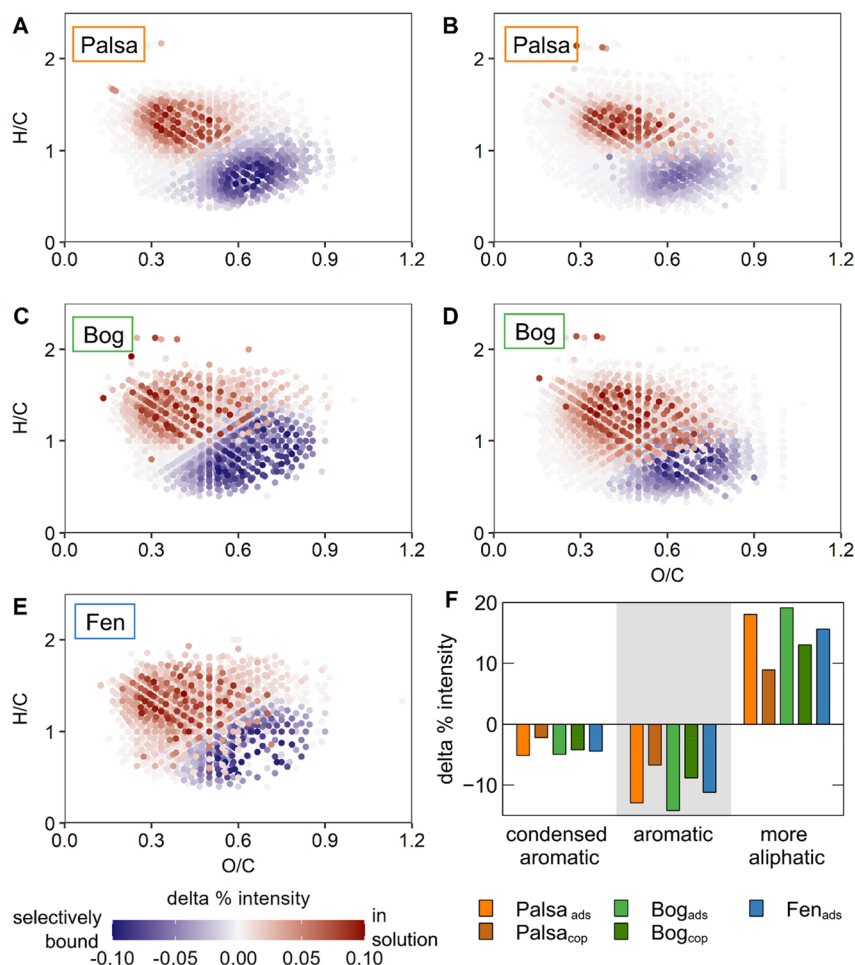 A
Palsa
H/C
2
1
0
0.0 0.3 0.6 0.9 1.2
B
Palsa
2
1
0
0.0 0.3 0.6 0.9 1.2
C
Bog
H/C
2
1
0
0.0 0.3 0.6 0.9 1.2
D
Bog
2
1
0
0.0 0.3 0.6 0.9 1.2
O/C
E
Fen
H/C
2
1
0
0.0 0.3 0.6 0.9 1.2
O/C
F
delta % intensity
20
10
0
−10
condensed aromatic more
aromatic aliphatic
delta % intensity
selectively in
bound solution
-0.10 -0.05 0.00 0.05 0.10
Palsa ads Bog ads Fen ads
Palsa cop Bog cop